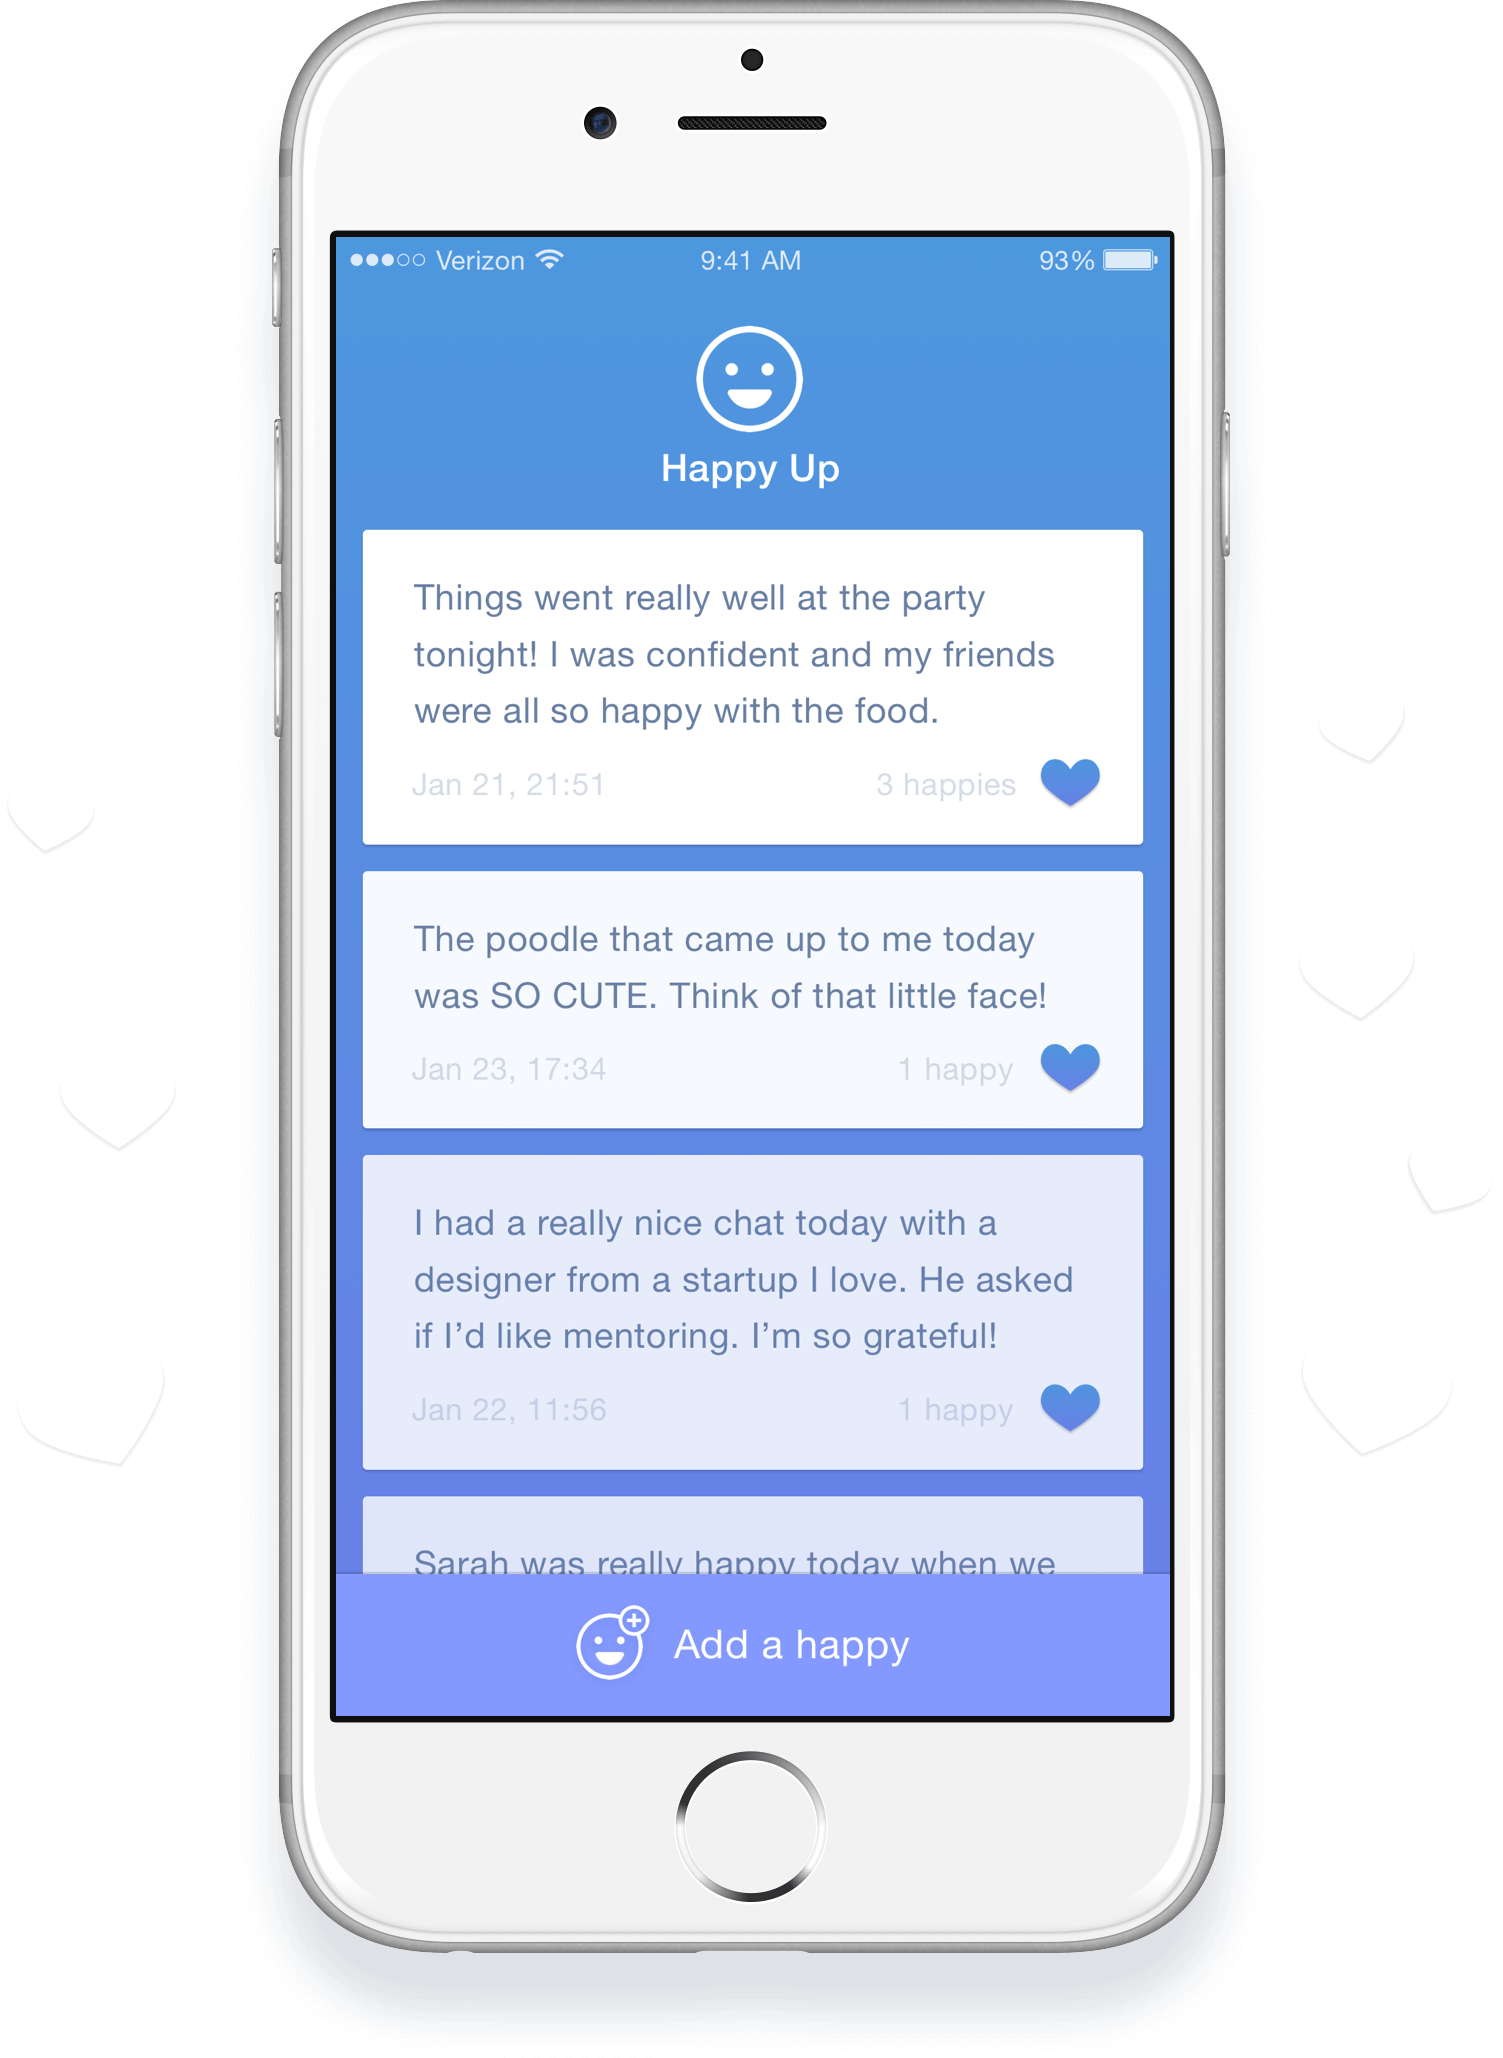 Verizon 9:41 AM 93%
Happy Up
Things went really well at the party
tonight! I was confident and my friends
were all so happy with the food.
Jan 21, 21:51 3 happies
The poodle that came up to me today
was SO CUTE. Think of that little face!
Jan 23, 17:34 1 happy
I had a really nice chat today with a
designer from a startup I love. He asked
if I’d like mentoring. I’m so grateful!
Jan 22, 11:56 1 happy
Sarah was really happy today when we
Add a happy